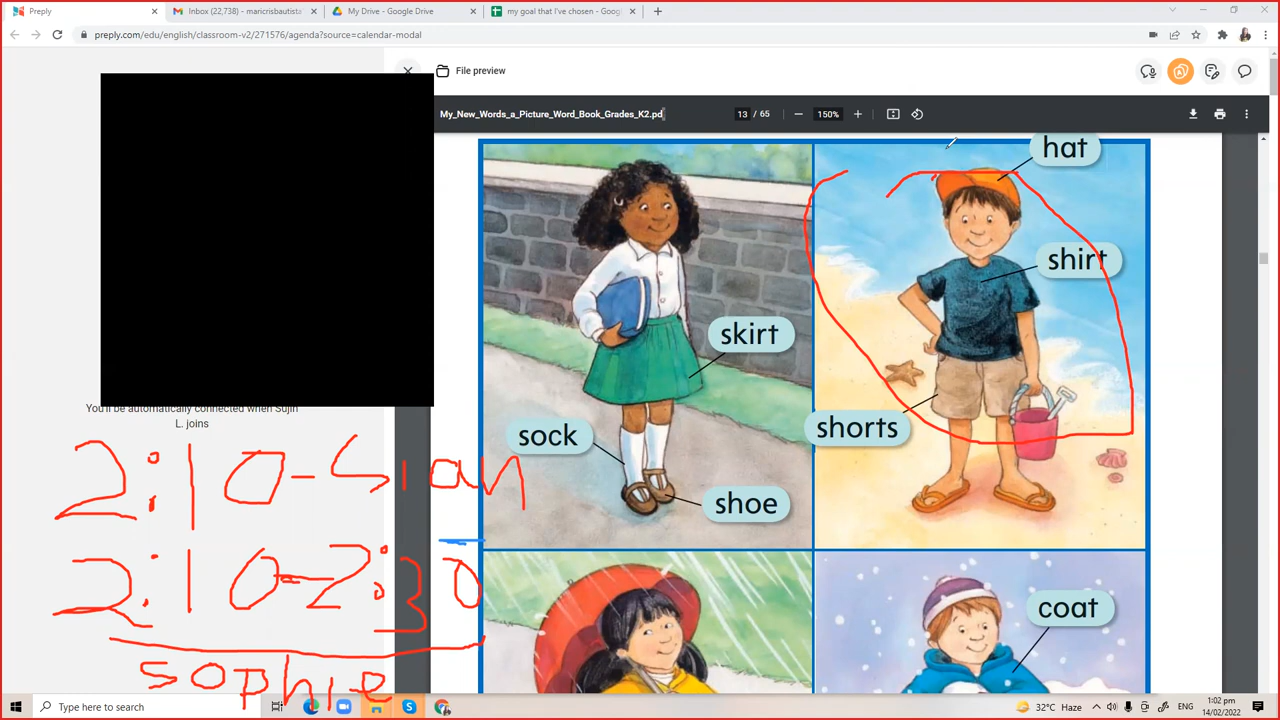 Preply
Inbox (22,738) - maricrisbautista
My Drive - Google Drive
my goal that I've chosen - Goog
preply.com/edu/english/classroom-v2/271576/agenda?source=calendar-modal
File preview
My_New_Words_a_Picture_Word_Book_Grades_K2.pd
13 / 65
150%
hat
shirt
skirt
shorts
sock
shoe
coat
You'll be automatically connected when Sujin
L. joins
2:10-Sian
2:10-2:30
sophie
Type here to search
32°C Haze
ENG
1:02 pm
14/02/2022